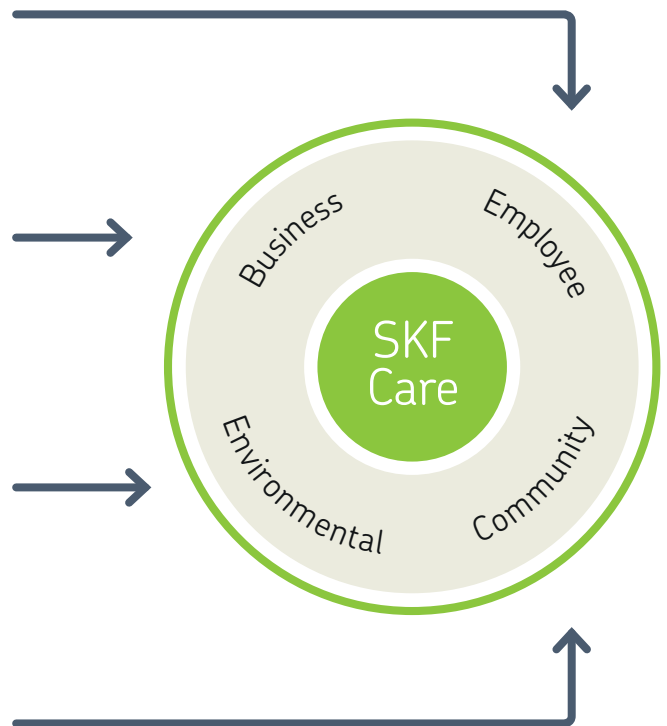 Business
Employee
SKF
Care
Environmental
Community